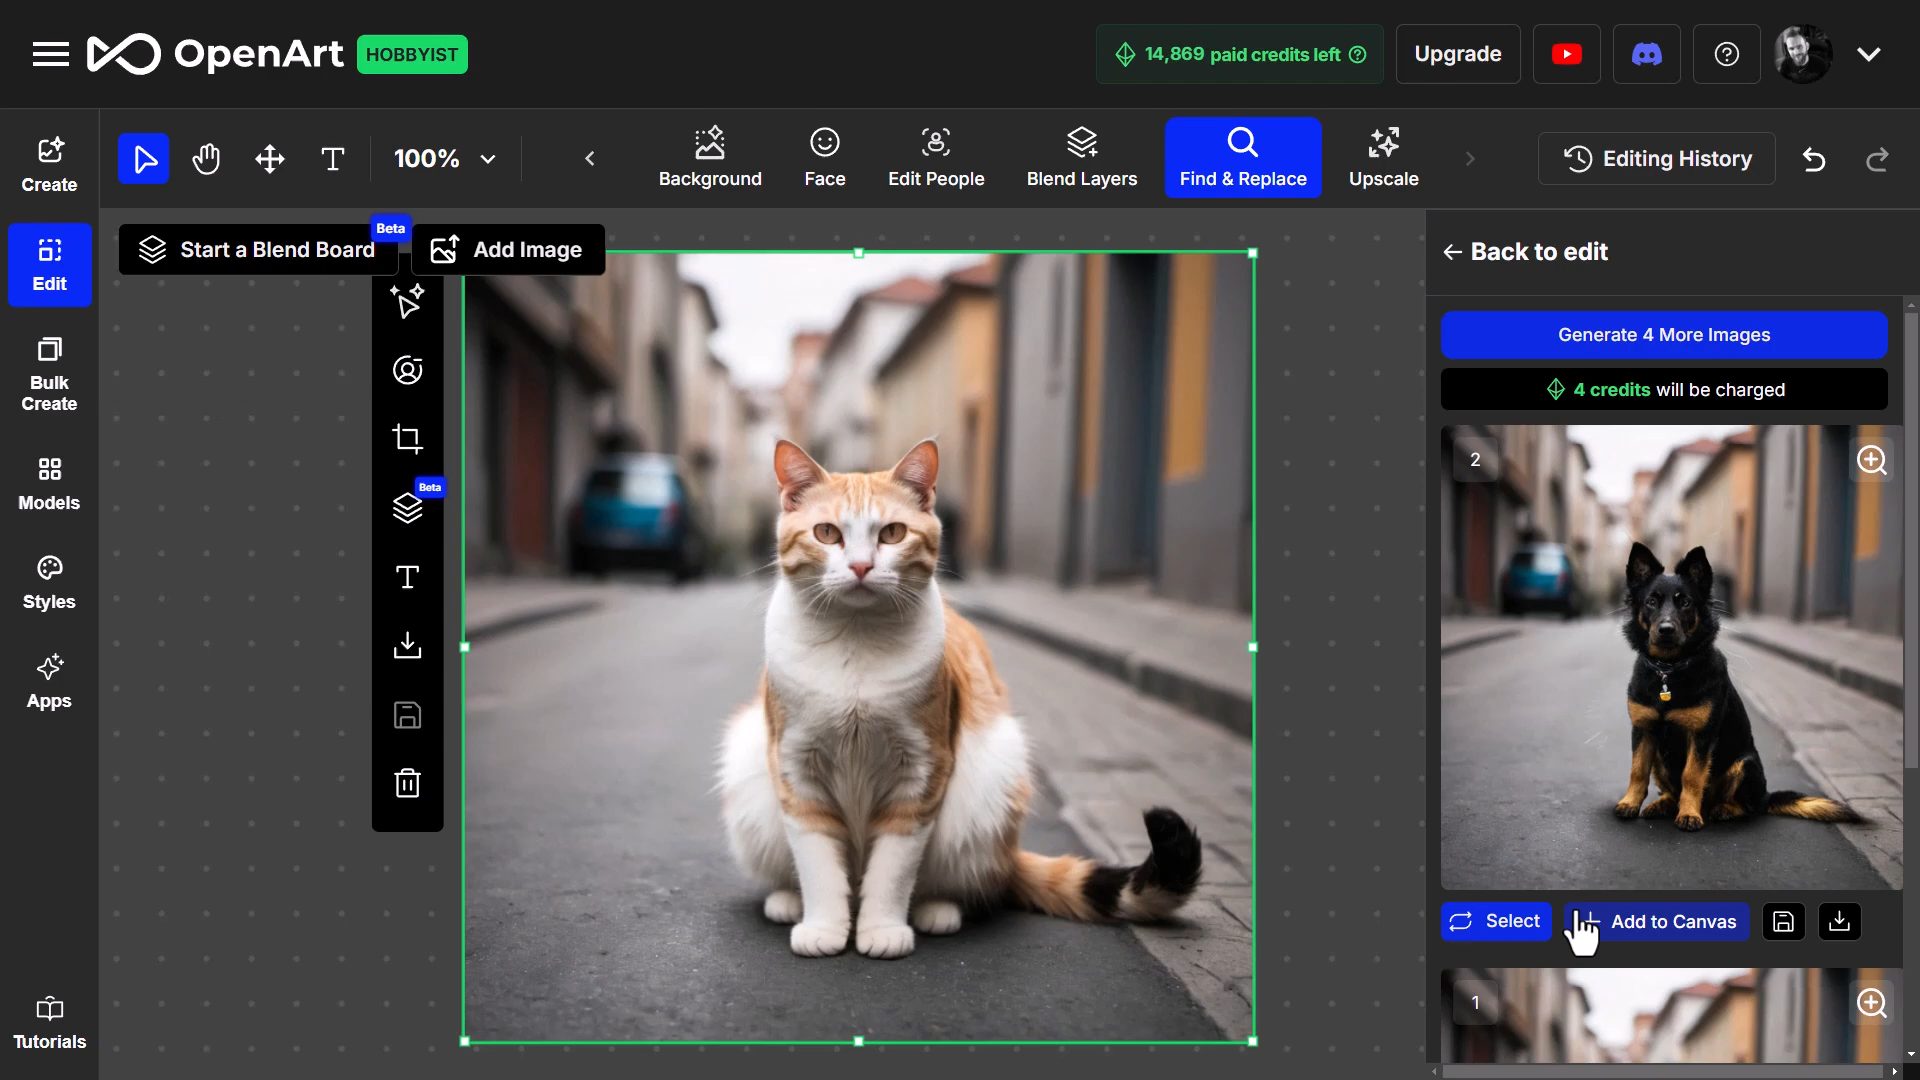 OpenArt HOBBYIST
14,869 paid credits left
Upgrade
Create
100%
Background
Face
Edit People
Blend Layers
Find & Replace
Upscale
Editing History
Start a Blend Board
Beta
Add Image
Back to edit
Edit
Generate 4 More Images
4 credits will be charged
Bulk
Create
Models
Beta
Styles
Apps
2
Select
Add to Canvas
1
Tutorials